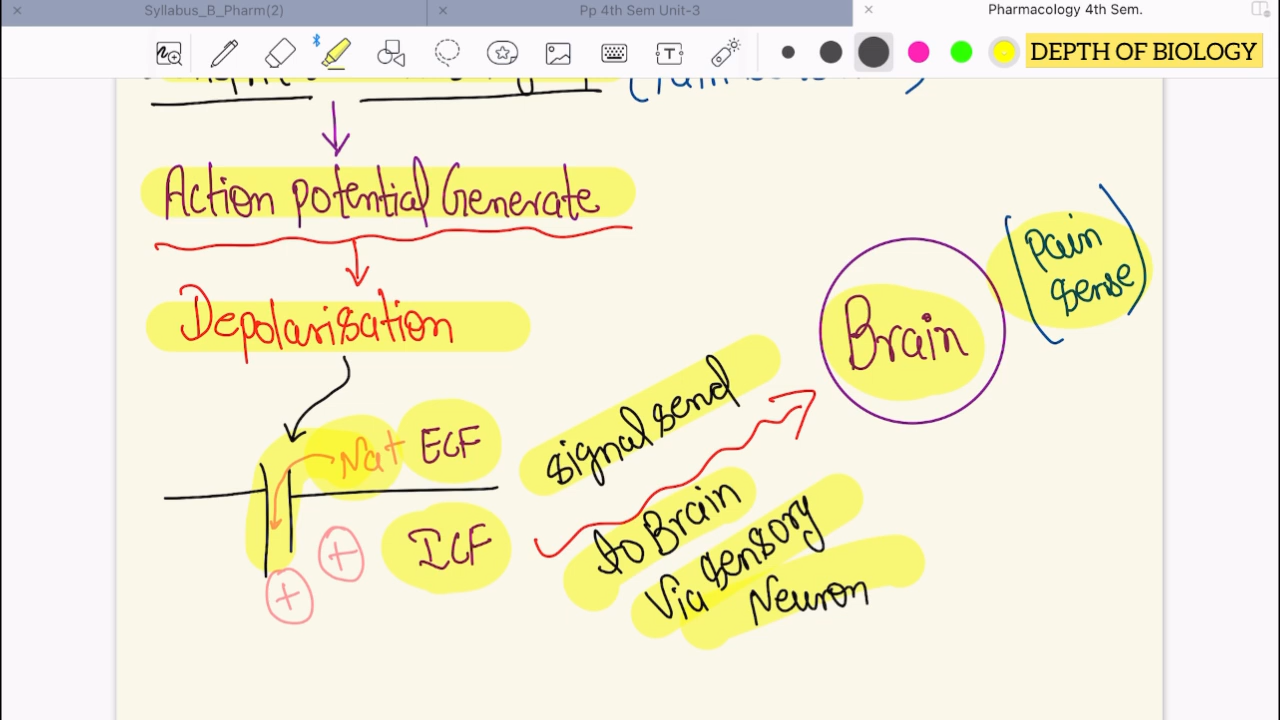 Syllabus_B_Pharm(2)
Pp 4th Sem Unit-3
Pharmacology 4th Sem.
DEPTH OF BIOLOGY
Action potential Generate
Depolarisation
Na+ ECF
+ ICF
+
signal send
to Brain
Via sensory
Neuron
Brain
(pain
sense)